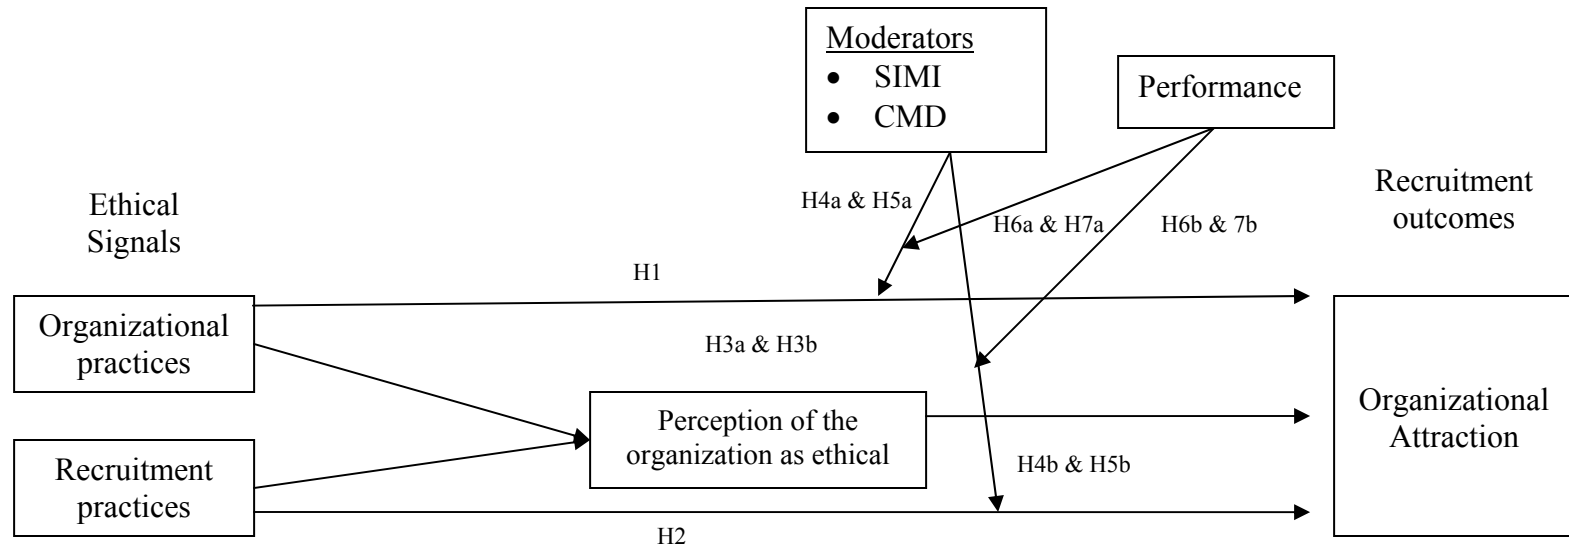 Moderators
• SIMI
• CMD
Performance
Ethical
Signals
H4a & H5a
H6a & H7a
H6b & 7b
Recruitment
outcomes
H1
Organizational
practices
H3a & H3b
Perception of the
organization as ethical
Organizational
Attraction
Recruitment
practices
H4b & H5b
H2